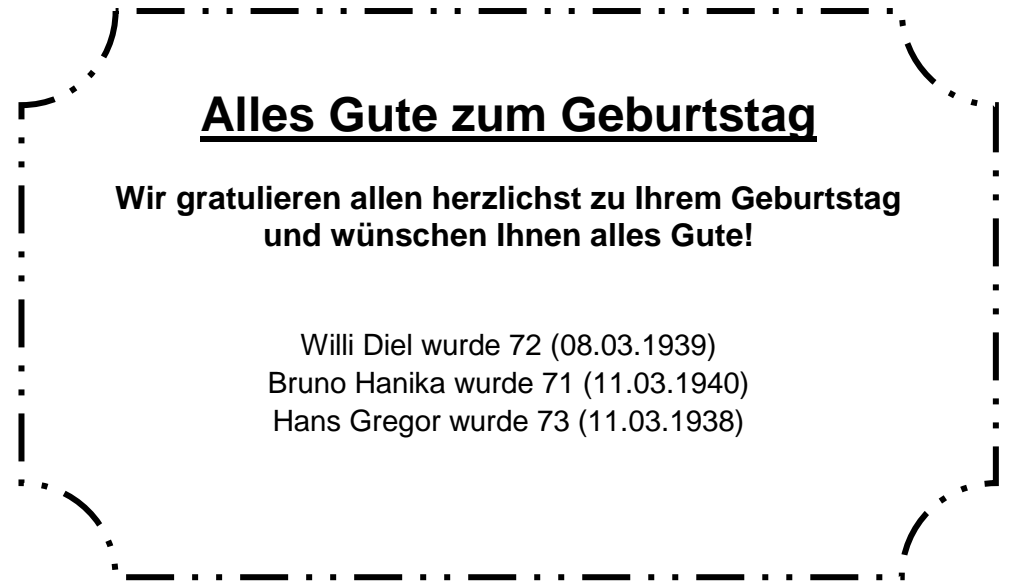 Alles Gute zum Geburtstag
Wir gratulieren allen herzlichst zu Ihrem Geburtstag
und wünschen Ihnen alles Gute!
Willi Diel wurde 72 (08.03.1939)
Bruno Hanika wurde 71 (11.03.1940)
Hans Gregor wurde 73 (11.03.1938)